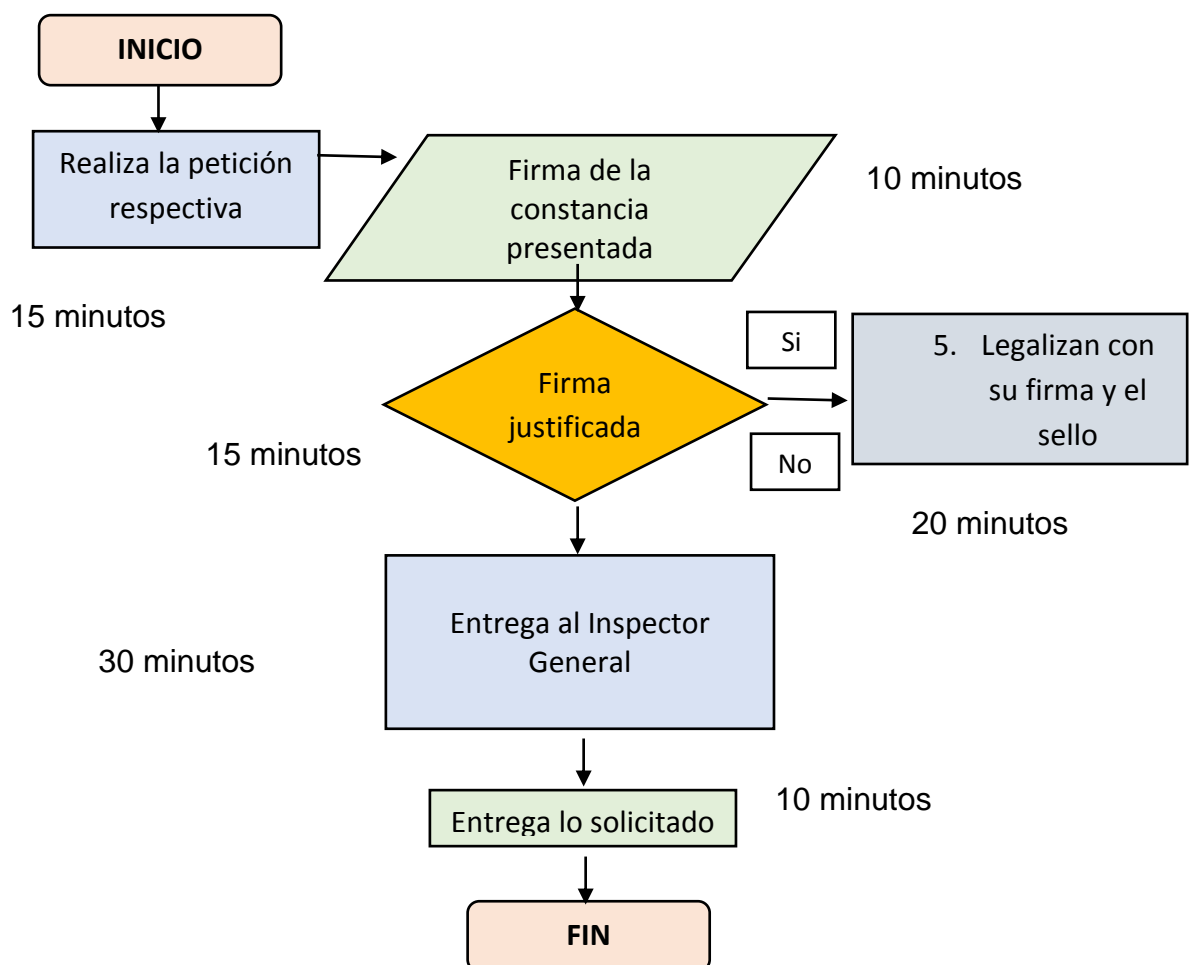 INICIO
Realiza la petición
respectiva
15 minutos
Firma de la
constancia
presentada
10 minutos
Firma
justificada
15 minutos
Si
No
5. Legalizan con
su firma y el
sello
20 minutos
Entrega al Inspector
General
30 minutos
Entrega lo solicitado
10 minutos
FIN